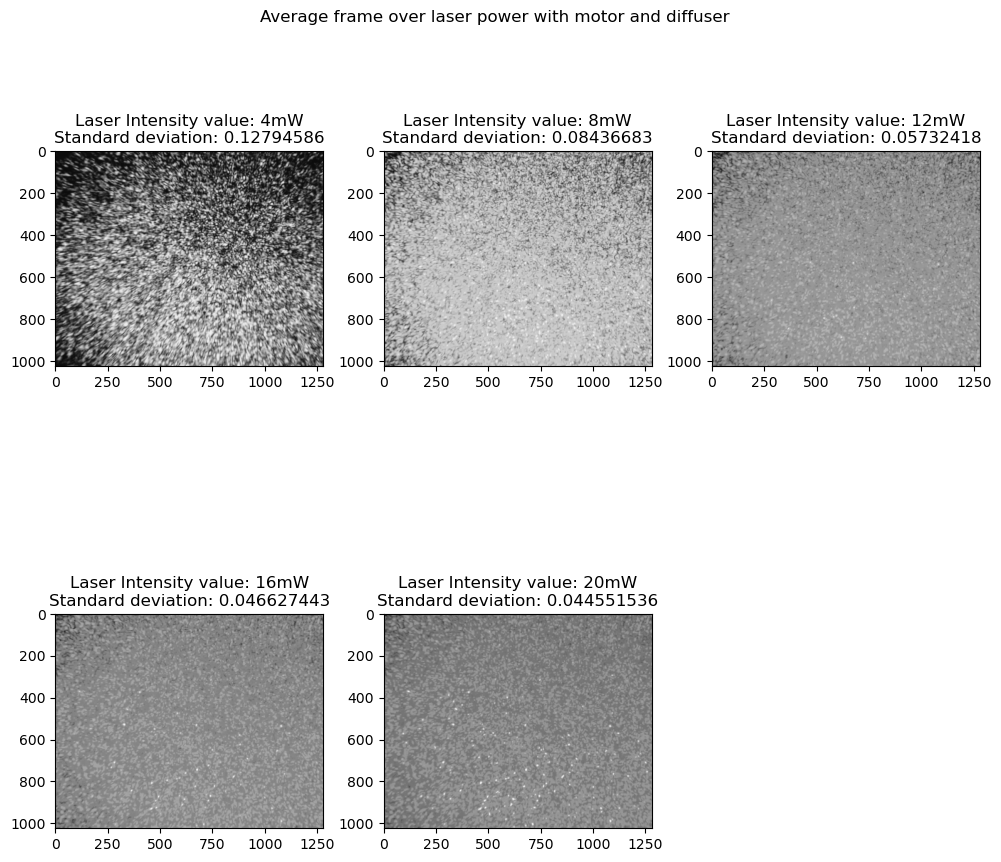 Average frame over laser power with motor and diffuser
Laser Intensity value: 4mW
Standard deviation: 0.12794586
Laser Intensity value: 8mW
Standard deviation: 0.08436683
Laser Intensity value: 12mW
Standard deviation: 0.05732418
0
200
400
600
800
1000
0 250 500 750 1000 1250
0
200
400
600
800
1000
0 250 500 750 1000 1250
0
200
400
600
800
1000
0 250 500 750 1000 1250
Laser Intensity value: 16mW
Standard deviation: 0.046627443
Laser Intensity value: 20mW
Standard deviation: 0.044551536
0
200
400
600
800
1000
0 250 500 750 1000 1250
0
200
400
600
800
1000
0 250 500 750 1000 1250